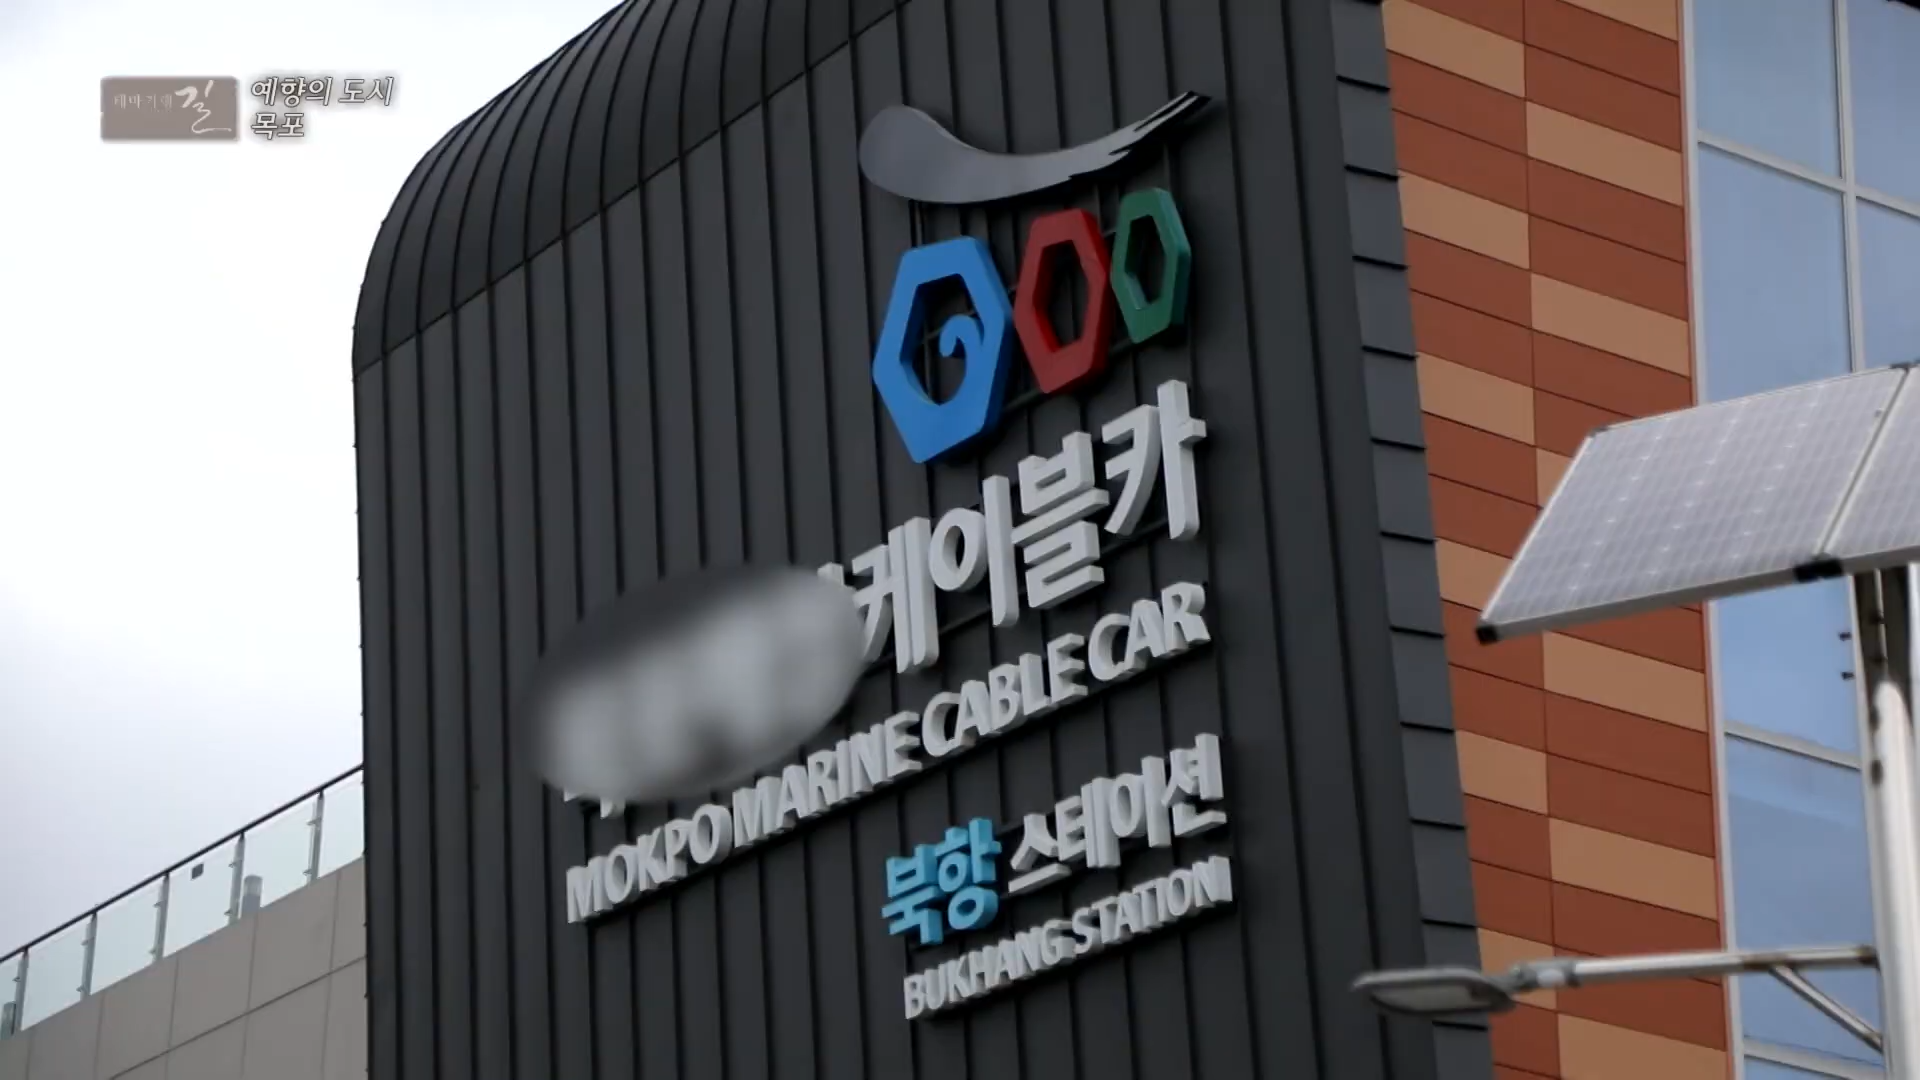 테마기행 길
예향의 도시
목포
케이블카
MOKPO MARINE CABLE CAR
북항 스테이션
BUKHANG STATION